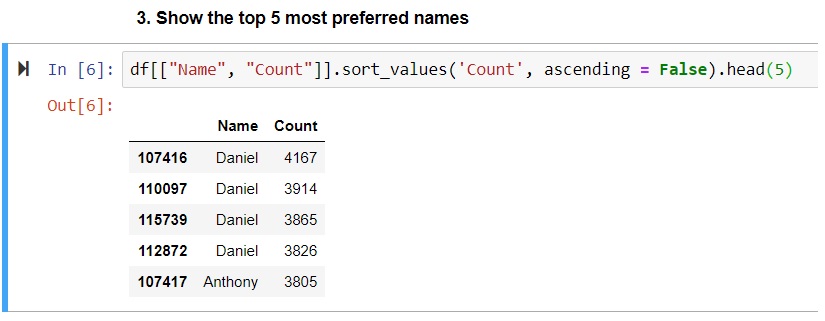 3. Show the top 5 most preferred names
In [6]: df[["Name", "Count"]].sort_values('Count', ascending = False).head(5)
Out[6]:
Name Count
107416 Daniel 4167
110097 Daniel 3914
115739 Daniel 3865
112872 Daniel 3826
107417 Anthony 3805